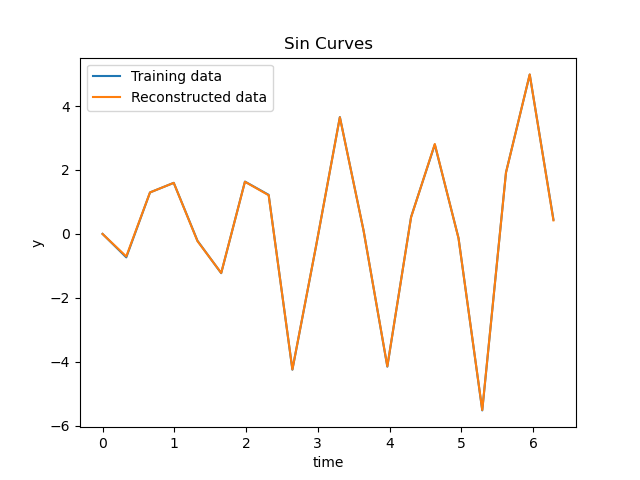 Sin Curves
Training data
Reconstructed data
y
4
2
0
−2
−4
−6
0 1 2 3 4 5 6
time